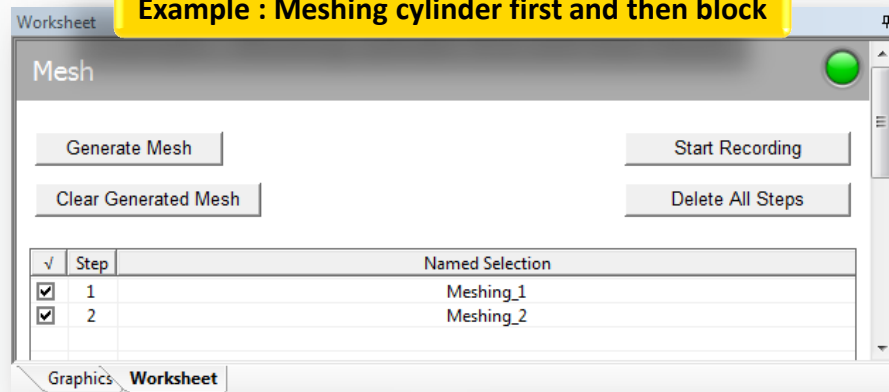 Example : Meshing cylinder first and then block
Worksheet
Mesh
Generate Mesh Start Recording
Clear Generated Mesh Delete All Steps
√ Step Named Selection
1 Meshing_1
2 Meshing_2
Graphics Worksheet